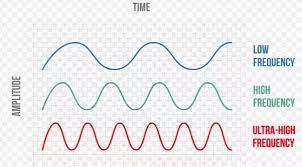 TIME
AMPLITUDE
LOW
FREQUENCY
HIGH
FREQUENCY
ULTRA-HIGH
FREQUENCY